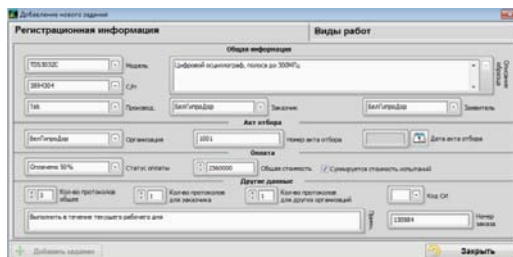 Добавление нового задания
Регистрационная информация
Виды работ
Общая информация
TDS3032C
Модель
Цифровой осциллограф, полоса до 300МГц
Описание образца
3894304
С/Н
Tek
Производ.
БелГипроДор
Заказчик
БелГипроДор
Заявитель
Акт отбора
БелГипроДор
Организация
1001
Номер акта отбора
Дата акта отбора
Оплата
Оплачено 50%
Статус оплаты
2560000
Общая стоимость
Суммируется стоимость испытаний
Другие данные
Кол-во протоколов общее
1
Кол-во протоколов для заказчика
1
Кол-во протоколов для других организаций
Код СИ
Выполнить в течение текущего рабочего дня
Прим.
130984
Номер заказа
Добавить задание
Закрыть